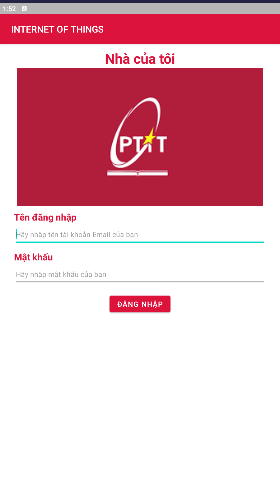 1:52
INTERNET OF THINGS
Nhà của tôi
PTIT
Tên đăng nhập
Hãy nhập tên tài khoản Email của bạn
Mật khấu
Hãy nhập mật khẩu của bạn
ĐĂNG NHẬP